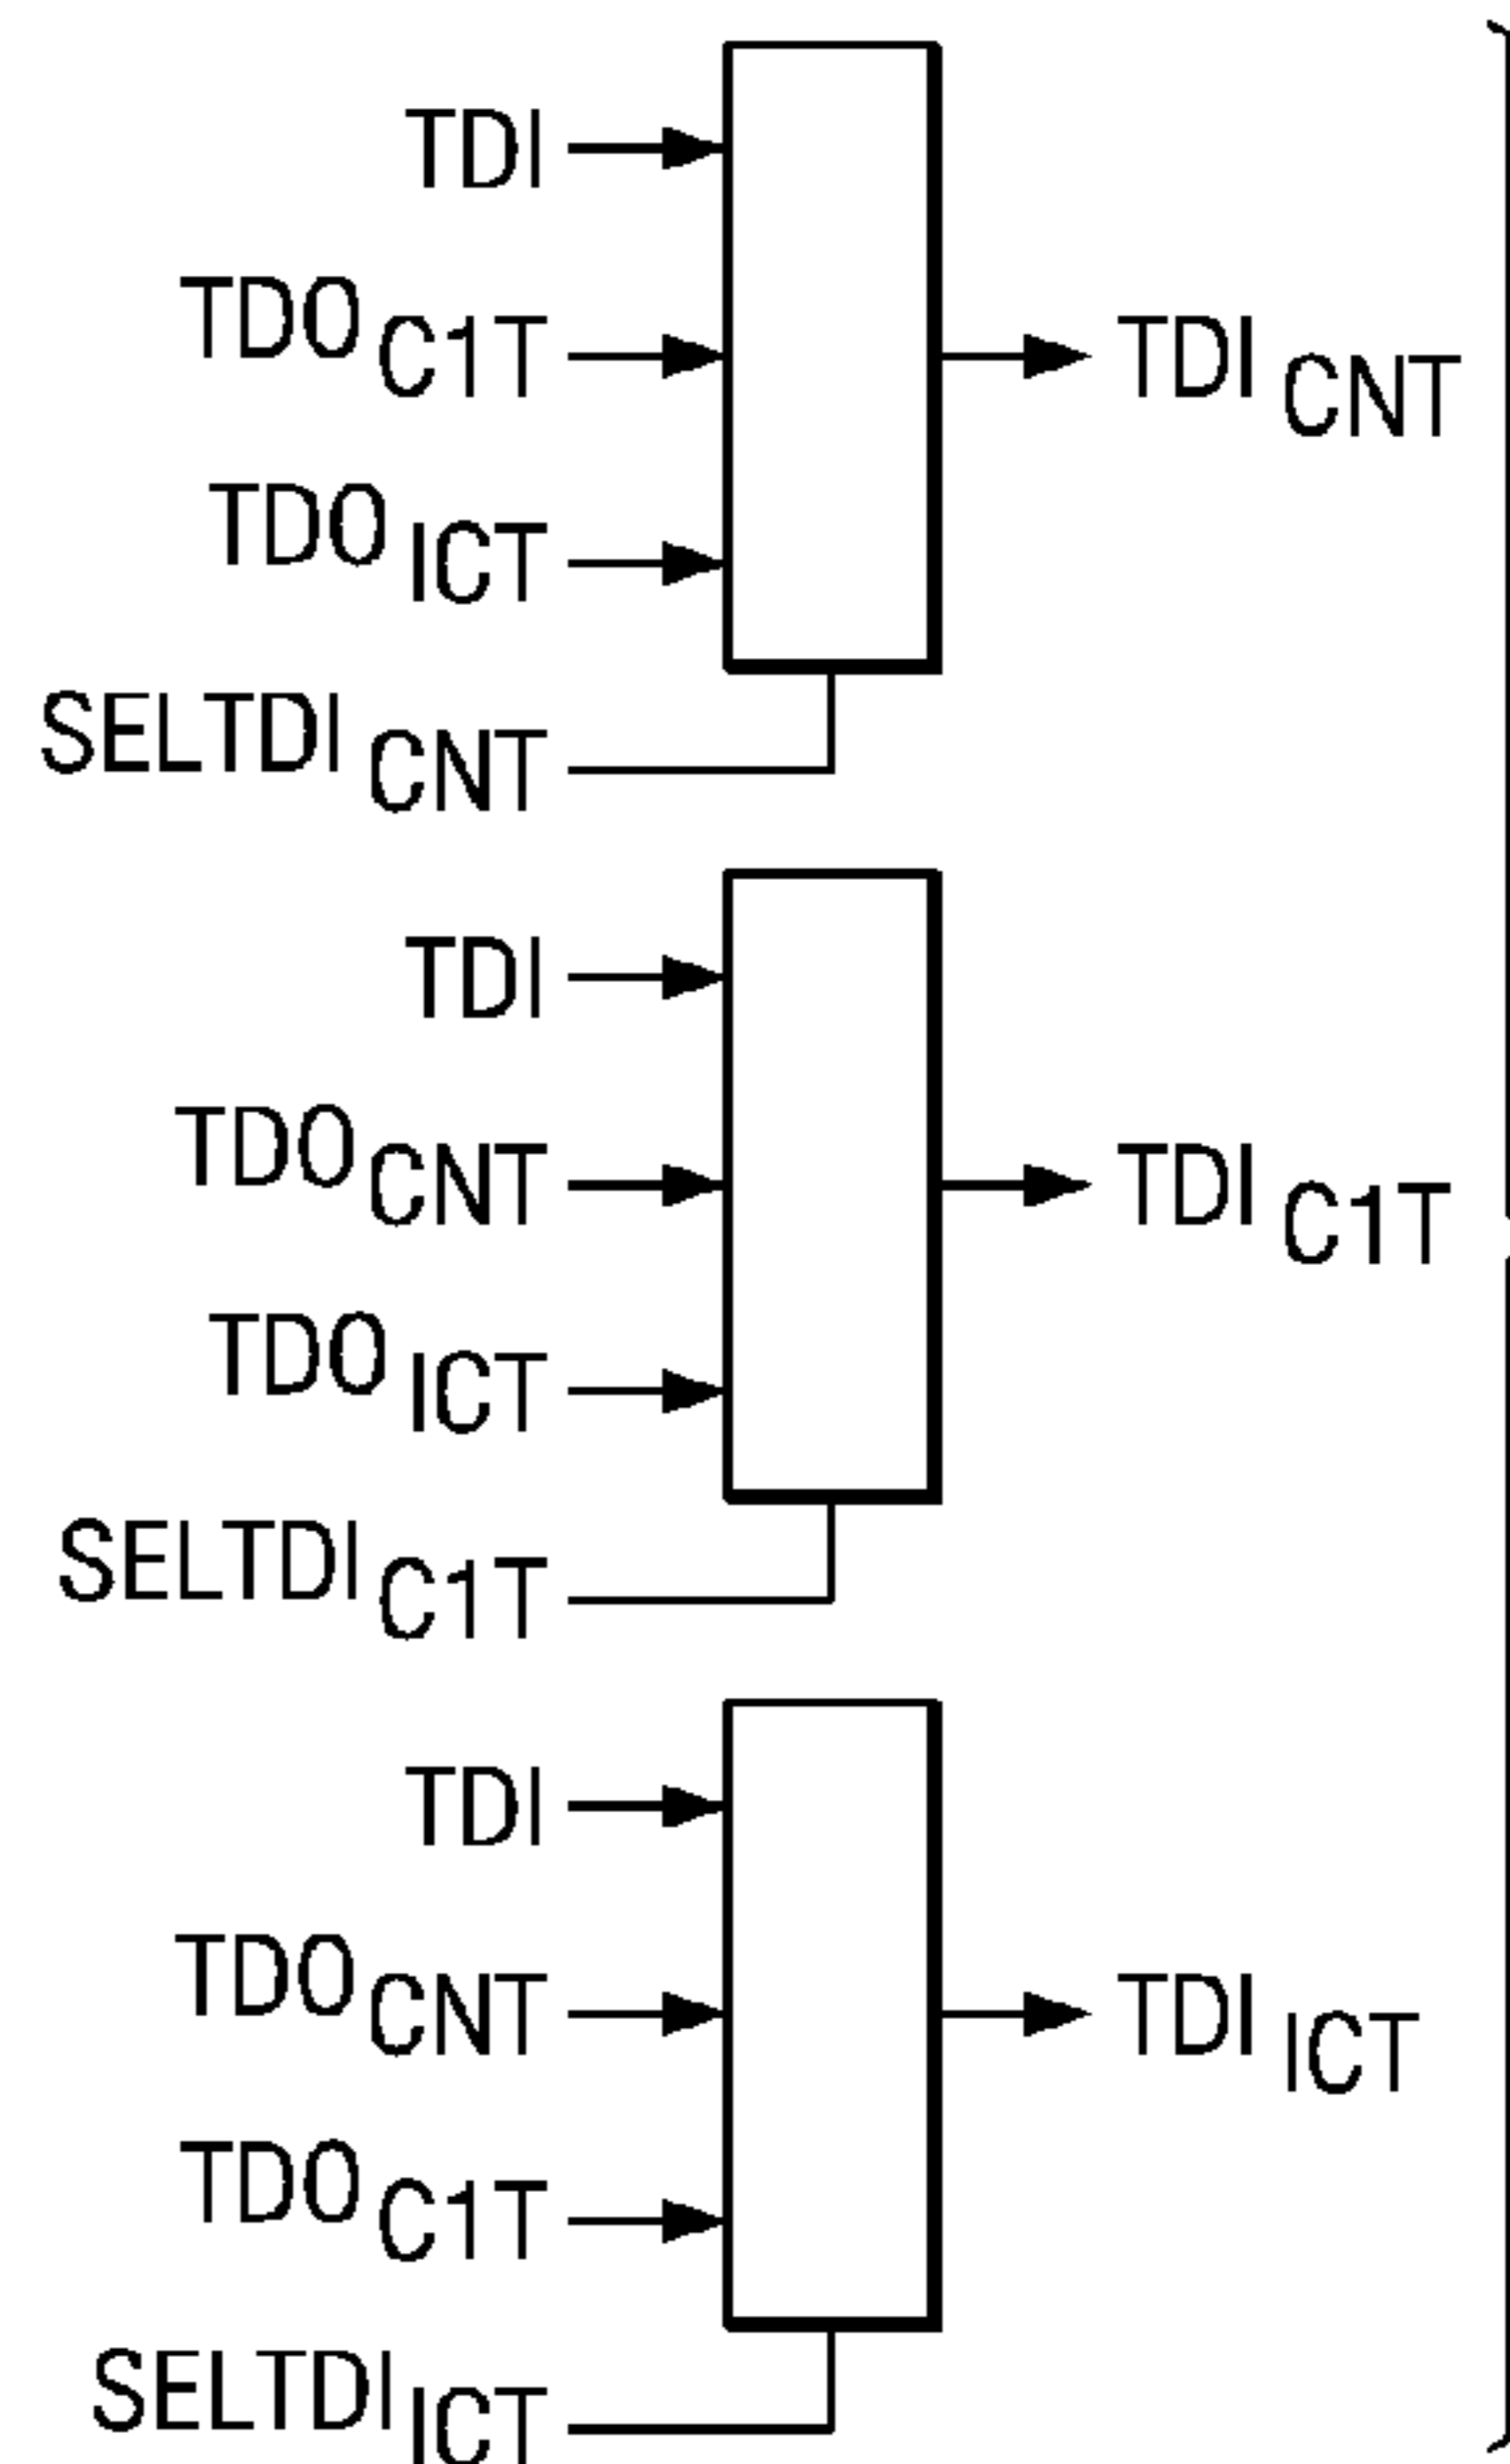 TDI
TDO C1T
TDI CNT
TDO ICT
SELTDI CNT
TDI
TDO CNT
TDI C1T
TDO ICT
SELTDI C1T
TDI
TDO CNT
TDI ICT
TDO C1T
SELTDI ICT